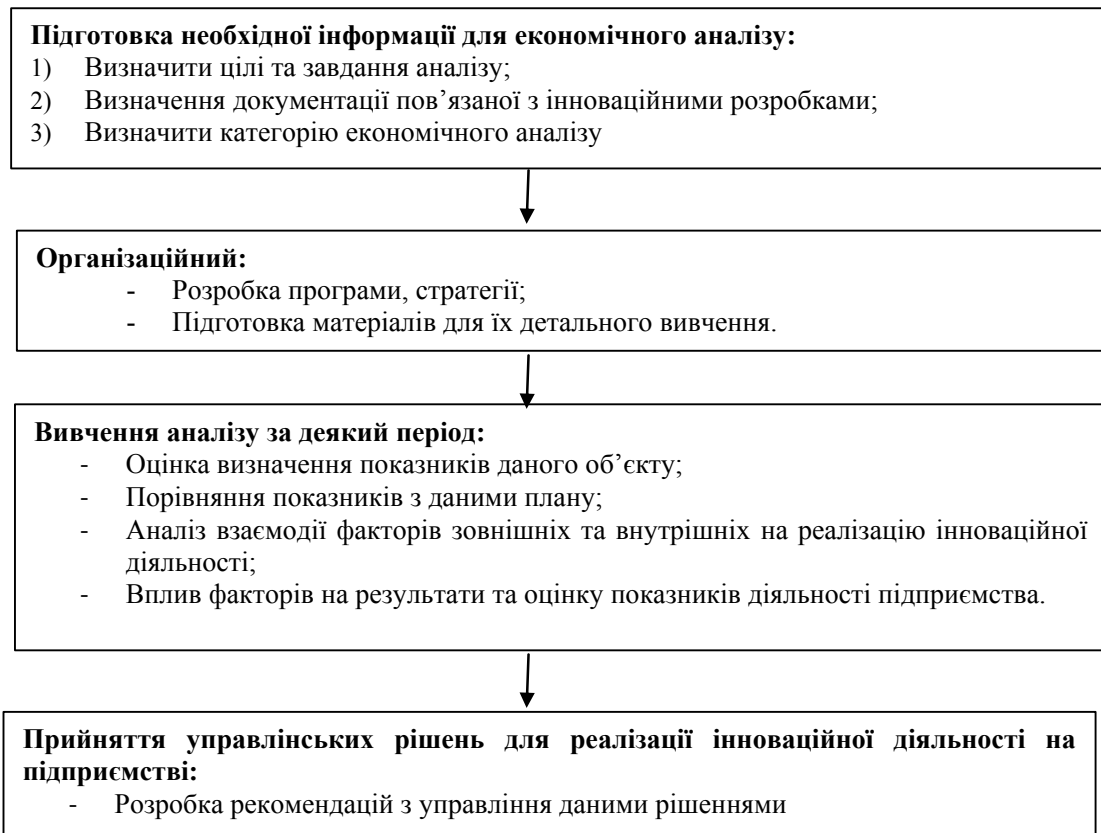 Підготовка необхідної інформації для економічного аналізу:
1) Визначити цілі та завдання аналізу;
2) Визначення документації пов’язаної з інноваційними розробками;
3) Визначити категорію економічного аналізу
Організаційний:
- Розробка програми, стратегії;
- Підготовка матеріалів для їх детального вивчення.
Вивчення аналізу за деякий період:
- Оцінка визначення показників даного об’єкту;
- Порівняння показників з даними плану;
- Аналіз взаємодії факторів зовнішніх та внутрішніх на реалізацію інноваційної
діяльності;
- Вплив факторів на результати та оцінку показників діяльності підприємства.
Прийняття управлінських рішень для реалізації інноваційної діяльності на
підприємстві:
- Розробка рекомендацій з управління даними рішеннями